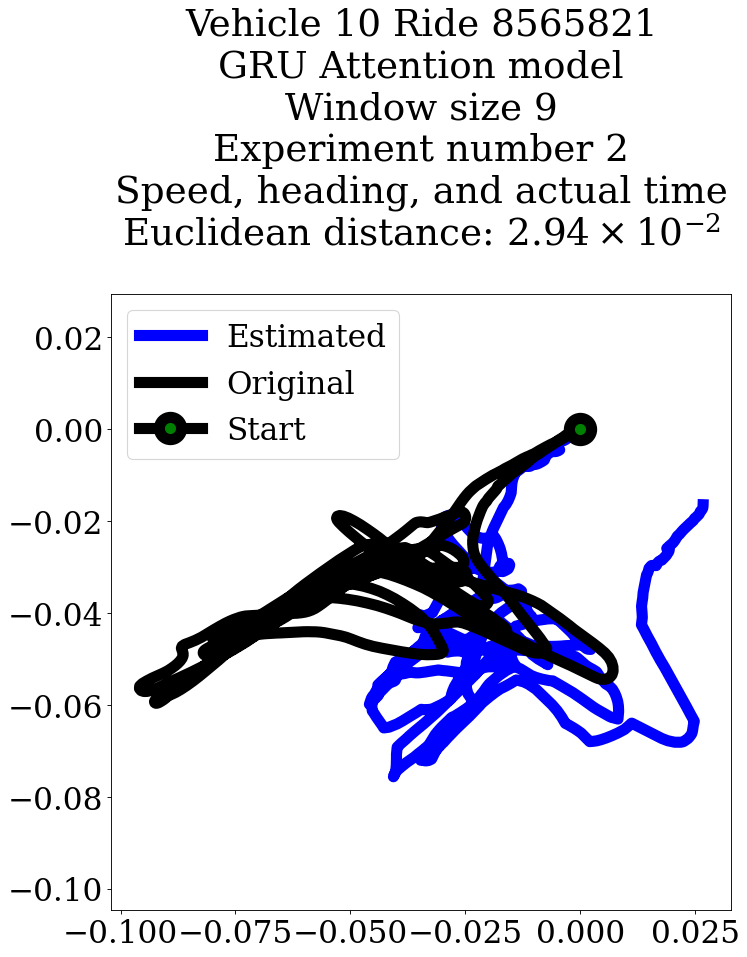 Vehicle 10 Ride 8565821
GRU Attention model
Window size 9
Experiment number 2
Speed, heading, and actual time
Euclidean distance: 2.94 × 10⁻²
Estimated
Original
Start
0.02
0.00
−0.02
−0.04
−0.06
−0.08
−0.10
−0.100 −0.075 −0.050 −0.025 0.000 0.025